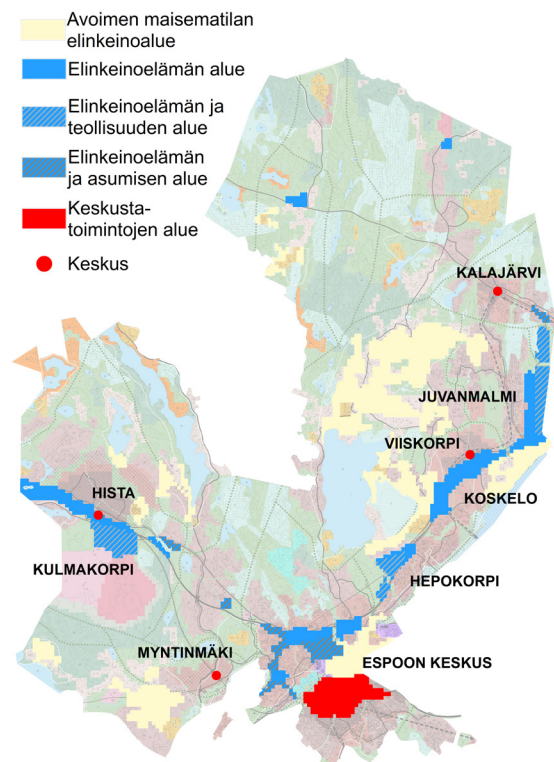 Avoimen maisematilan
elinkeinoalue
Elinkeinoelämän alue
Elinkeinoelämän ja
teollisuuden alue
Elinkeinoelämän
ja asumisen alue
Keskusta-
toimintojen alue
Keskus
KALAJÄRVI
JUVANMALMI
VIISKORPI
KOSKELO
HISTA
KULMAKORPI
HEPOKORPI
MYNTINMÄKI
ESPOON KESKUS